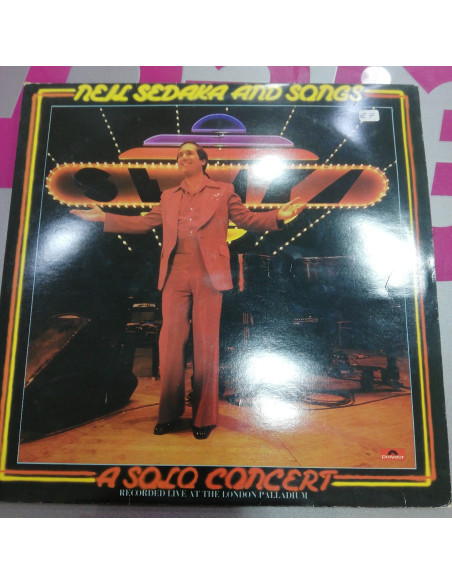 NEIL SEDAKA AND SONGS
A SOLO CONCERT
RECORDED LIVE AT THE LONDON PALLADIUM